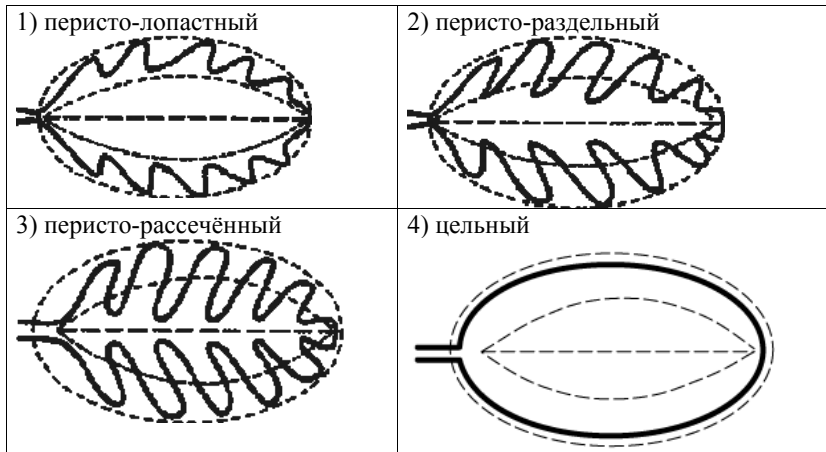 1) перисто-лопастный
2) перисто-раздельный
3) перисто-рассечённый
4) цельный